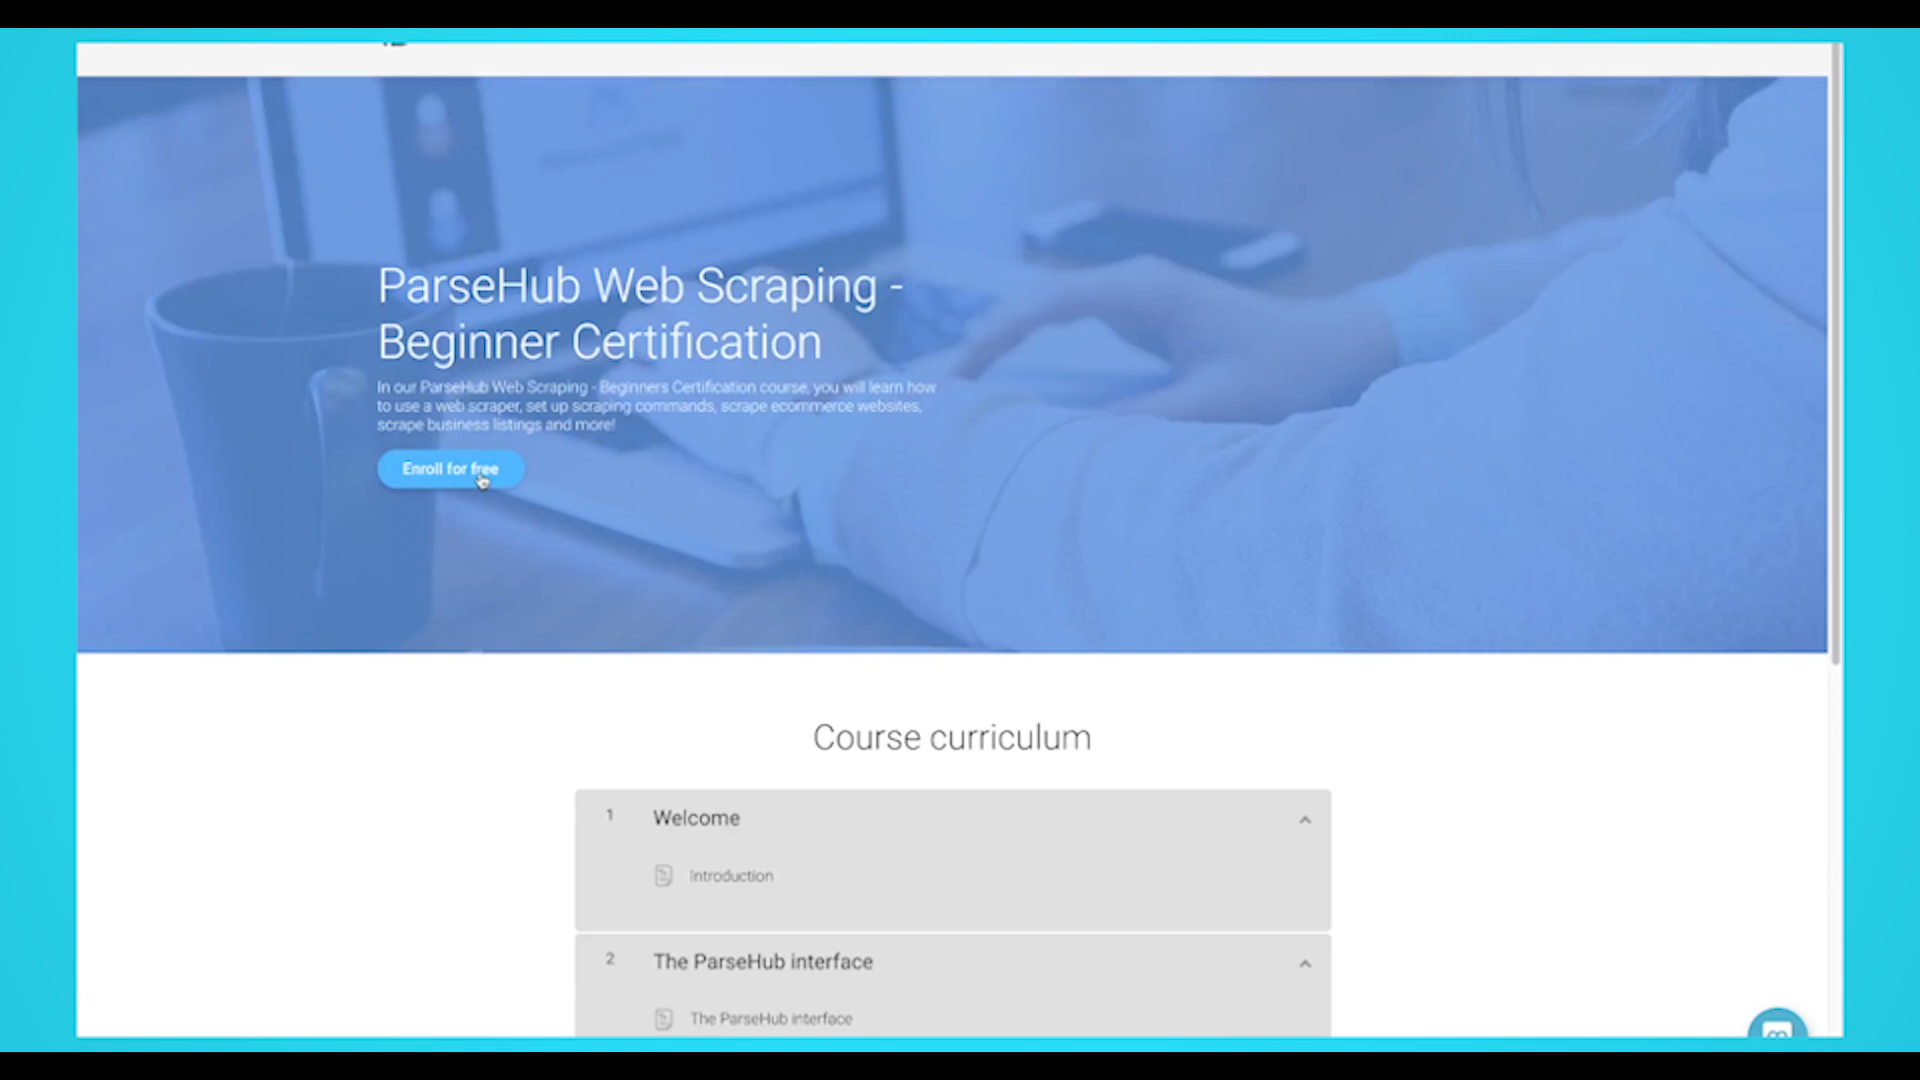 ParseHub Web Scraping -
Beginner Certification
In our ParseHub Web Scraping - Beginners Certification course, you will learn how
to use a web scraper, set up scraping commands, scrape ecommerce websites,
scrape business listings and more!
Enroll for free
Course curriculum
1 Welcome
Introduction
2 The ParseHub interface
The ParseHub interface